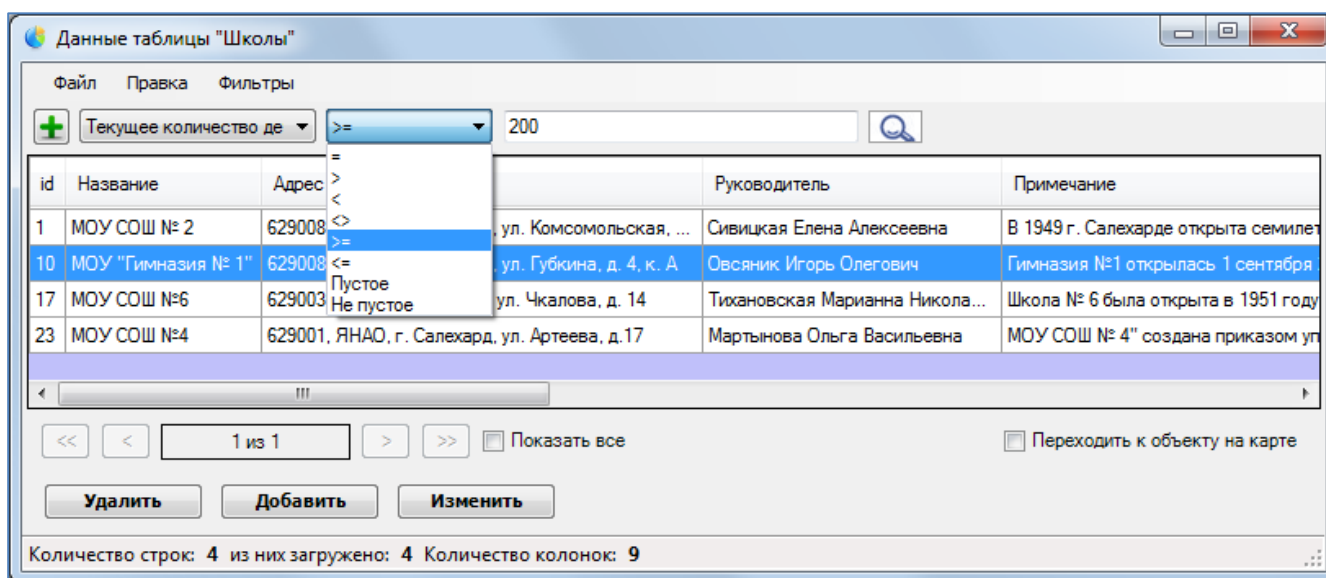 Данные таблицы "Школы"
Файл Правка Фильтры
Текущее количество де >= 200
=
>
<
<>
>=
<=
Пустое
Не пустое
id Название Адрес Руководитель Примечание
1 МОУ СОШ № 2 629008 , ул. Комсомольская, ... Сивицкая Елена Алексеевна В 1949 г. Салехарде открыта семилет
10 МОУ "Гимназия № 1" 629008 , ул. Губкина, д. 4, к. А Овсяник Игорь Олегович Гимназия №1 открылась 1 сентября
17 МОУ СОШ №6 629003 ул. Чкалова, д. 14 Тихановская Марианна Никола... Школа № 6 была открыта в 1951 году
23 МОУ СОШ №4 629001, ЯНАО, г. Салехард, ул. Артеева, д.17 Мартынова Ольга Васильевна МОУ СОШ № 4" создана приказом уп
<< < 1 из 1 > >> Показать все Переходить к объекту на карте
Удалить Добавить Изменить
Количество строк: 4 из них загружено: 4 Количество колонок: 9